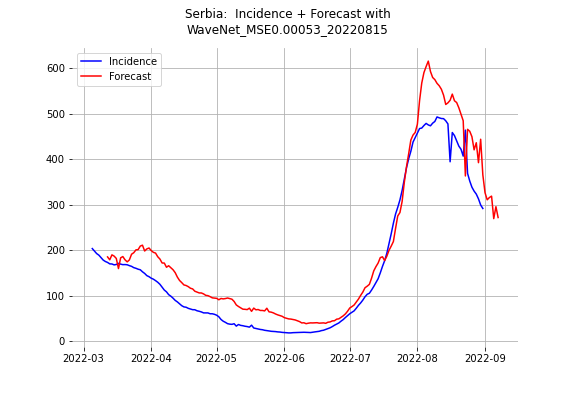 Serbia:  Incidence + Forecast with
WaveNet_MSE0.00053_20220815
Incidence
Forecast
600
500
400
300
200
100
0
2022-03 2022-04 2022-05 2022-06 2022-07 2022-08 2022-09